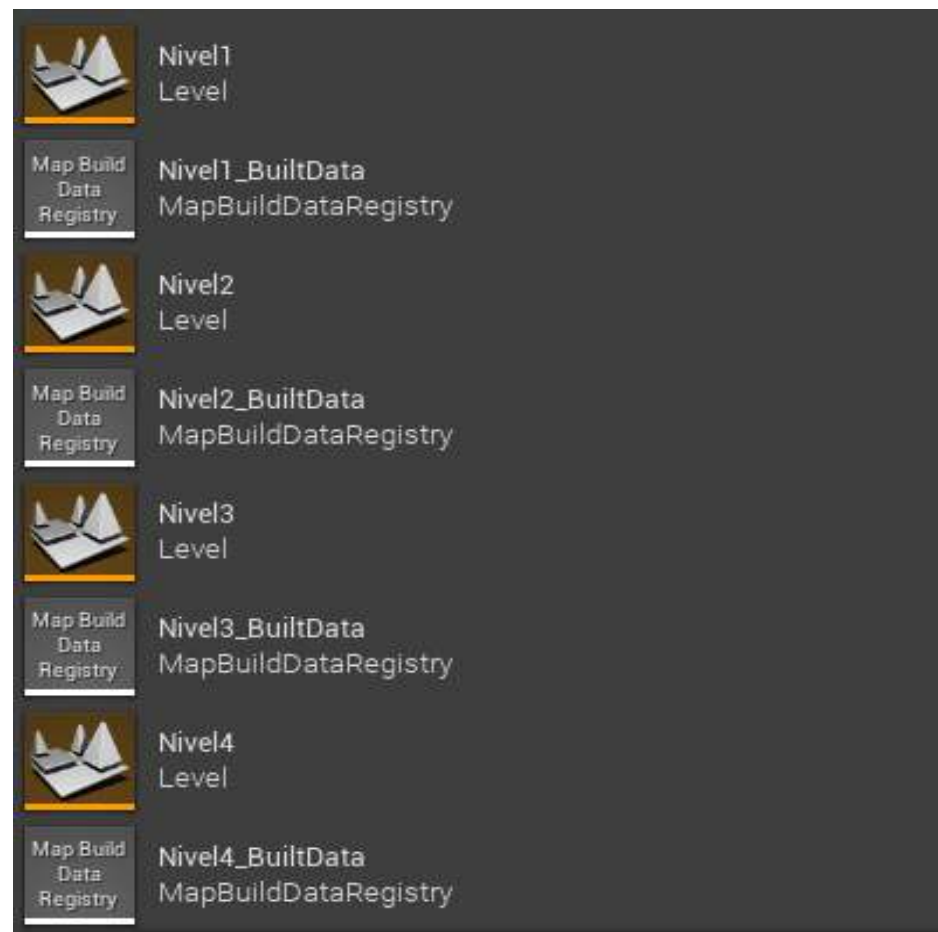 Nivel1
Level
Map Build
Data
Registry
Nivel1_BuiltData
MapBuildDataRegistry
Nivel2
Level
Map Build
Data
Registry
Nivel2_BuiltData
MapBuildDataRegistry
Nivel3
Level
Map Build
Data
Registry
Nivel3_BuiltData
MapBuildDataRegistry
Nivel4
Level
Map Build
Data
Registry
Nivel4_BuiltData
MapBuildDataRegistry